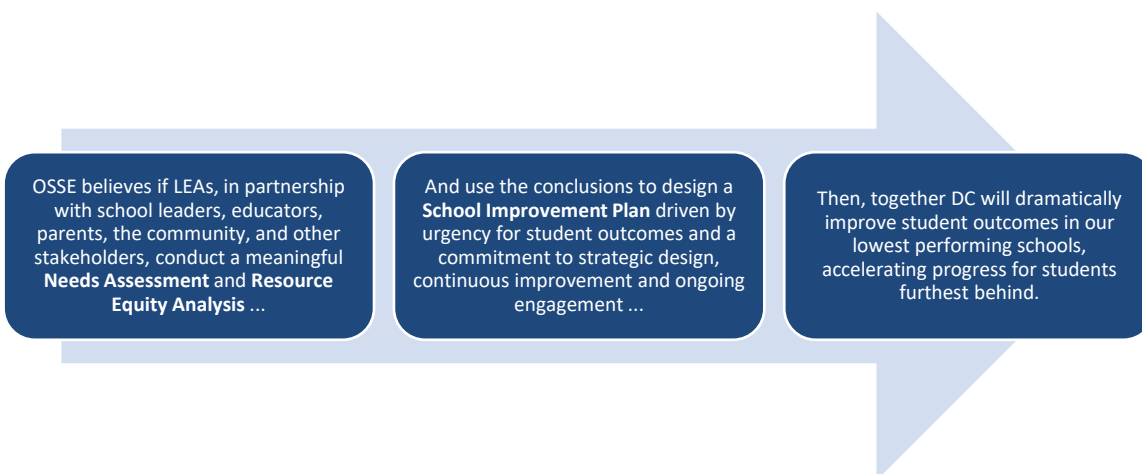 OSSE believes if LEAs, in partnership
with school leaders, educators,
parents, the community, and other
stakeholders, conduct a meaningful
Needs Assessment and Resource
Equity Analysis ...
And use the conclusions to design a
School Improvement Plan driven by
urgency for student outcomes and a
commitment to strategic design,
continuous improvement and ongoing
engagement ...
Then, together DC will dramatically
improve student outcomes in our
lowest performing schools,
accelerating progress for students
furthest behind.